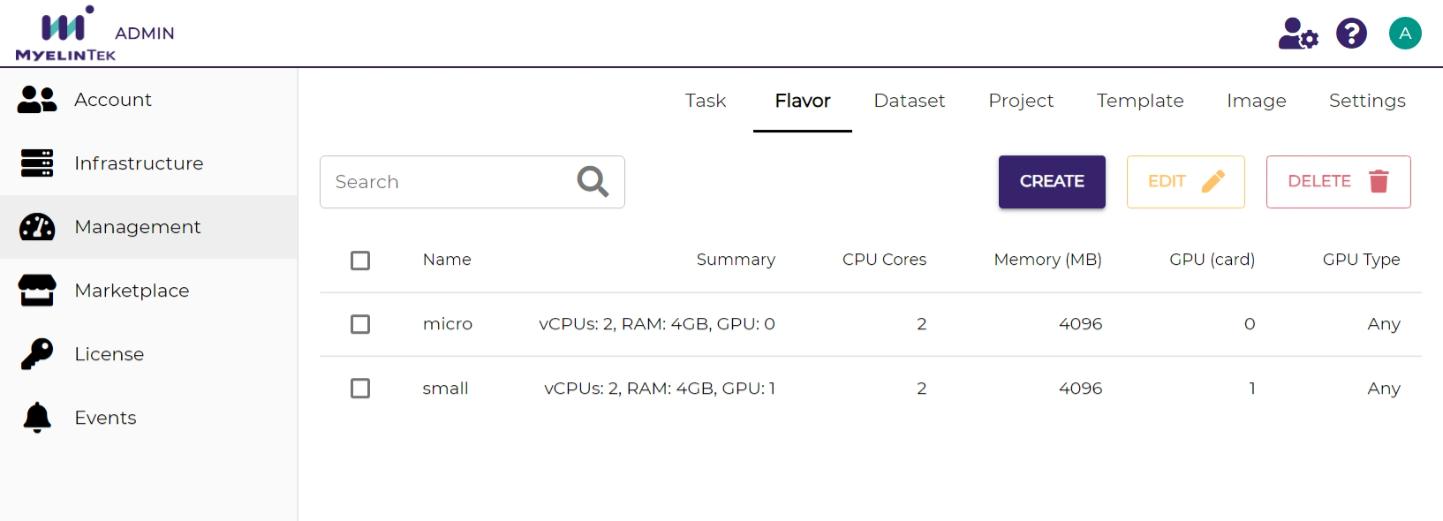 ADMIN
MYELINTEK
A
Account
Infrastructure
Management
Marketplace
License
Events
Task Flavor Dataset Project Template Image Settings
Search
CREATE EDIT DELETE
Name Summary CPU Cores Memory (MB) GPU (card) GPU Type
micro vCPUs: 2, RAM: 4GB, GPU: 0 2 4096 0 Any
small vCPUs: 2, RAM: 4GB, GPU: 1 2 4096 1 Any